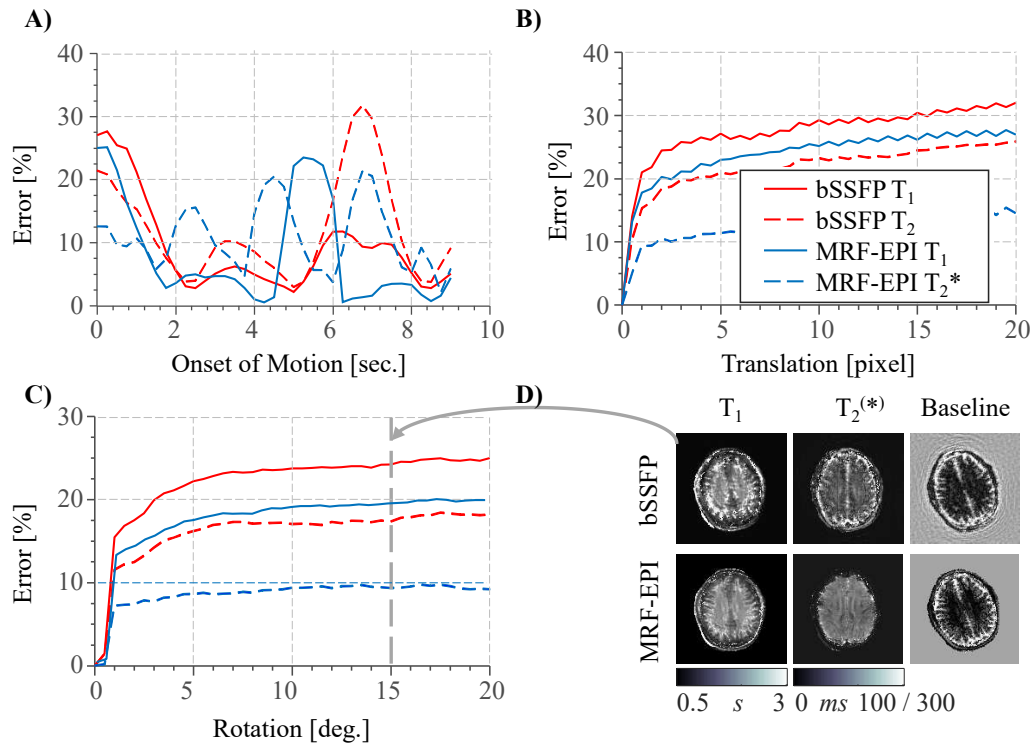 A)
40
30
20
10
0
Error [%]
0 2 4 6 8 10
Onset of Motion [sec.]
B)
40
30
20
10
0
Error [%]
bSSFP T1
bSSFP T2
MRF-EPI T1
MRF-EPI T2*
0 5 10 15 20
Translation [pixel]
C)
30
20
10
0
Error [%]
0 5 10 15 20
Rotation [deg.]
D)
T1 T2(*) Baseline
bSSFP
MRF-EPI
0.5 s 3 0 ms 100 / 300